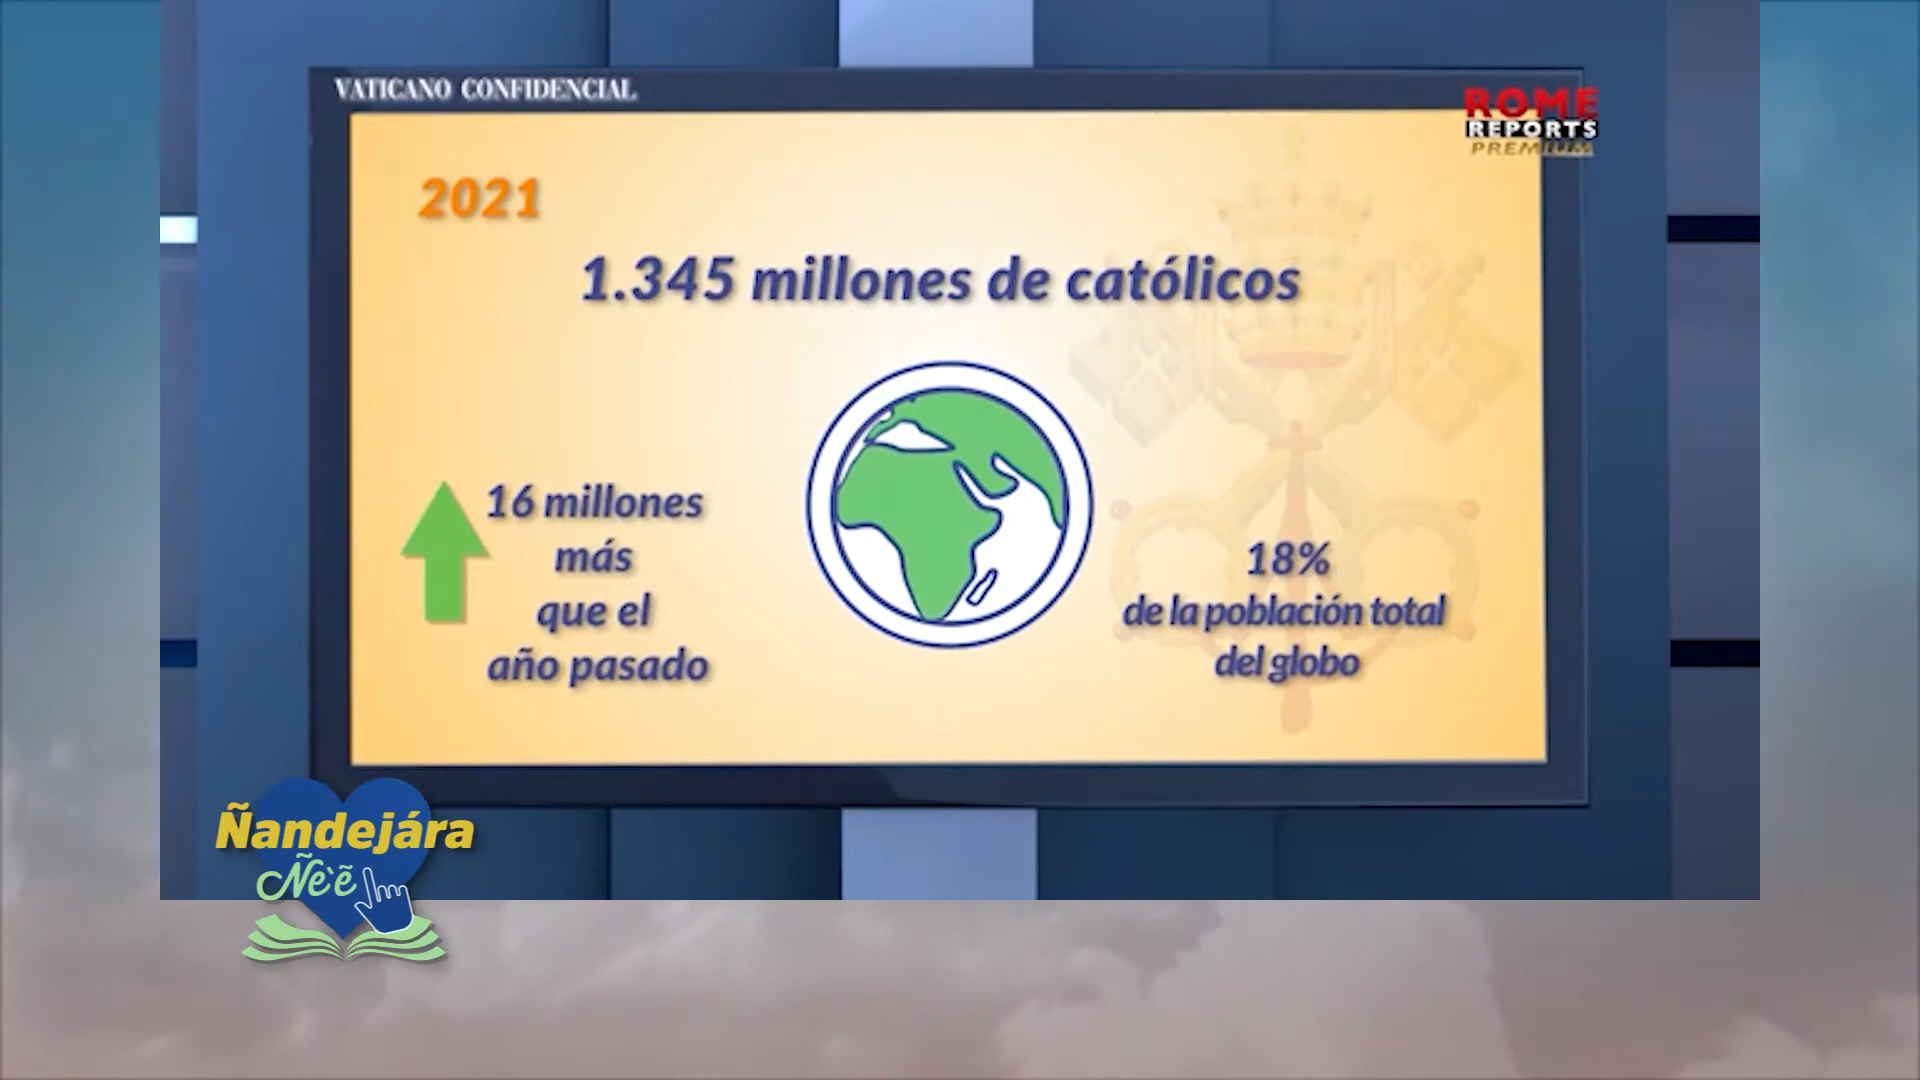 VATICANO CONFIDENCIAL
ROME
REPORTS
PREMIUM
2021
1.345 millones de católicos
16 millones
más
que el
año pasado
18%
de la población total
del globo
Ñandejára
Ñe'ẽ